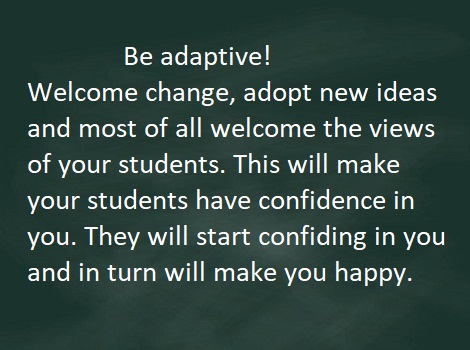 Be adaptive!
Welcome change, adopt new ideas
and most of all welcome the views
of your students. This will make
your students have confidence in
you. They will start confiding in you
and in turn will make you happy.